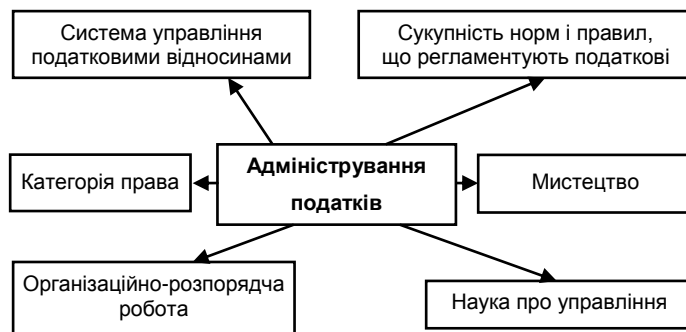 Система управління
податковими відносинами
Сукупність норм і правил,
що регламентують податкові
Адміністрування
податків
Категорія права
Мистецтво
Організаційно-розпорядча
робота
Наука про управління